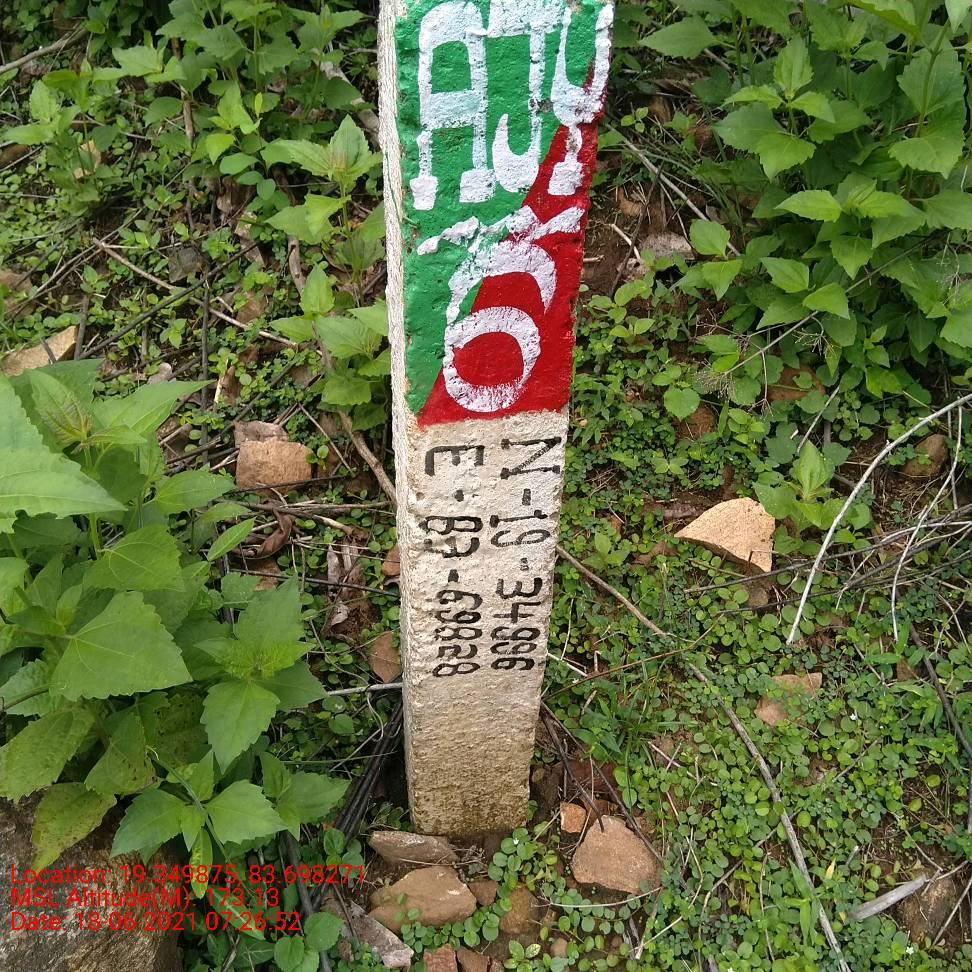 AJY
N-19-34996
E-83-69828
Location: 19.349875, 83.698271
MSL Altitude(M): 173.13
Date: 18-06-2021 07:26:52